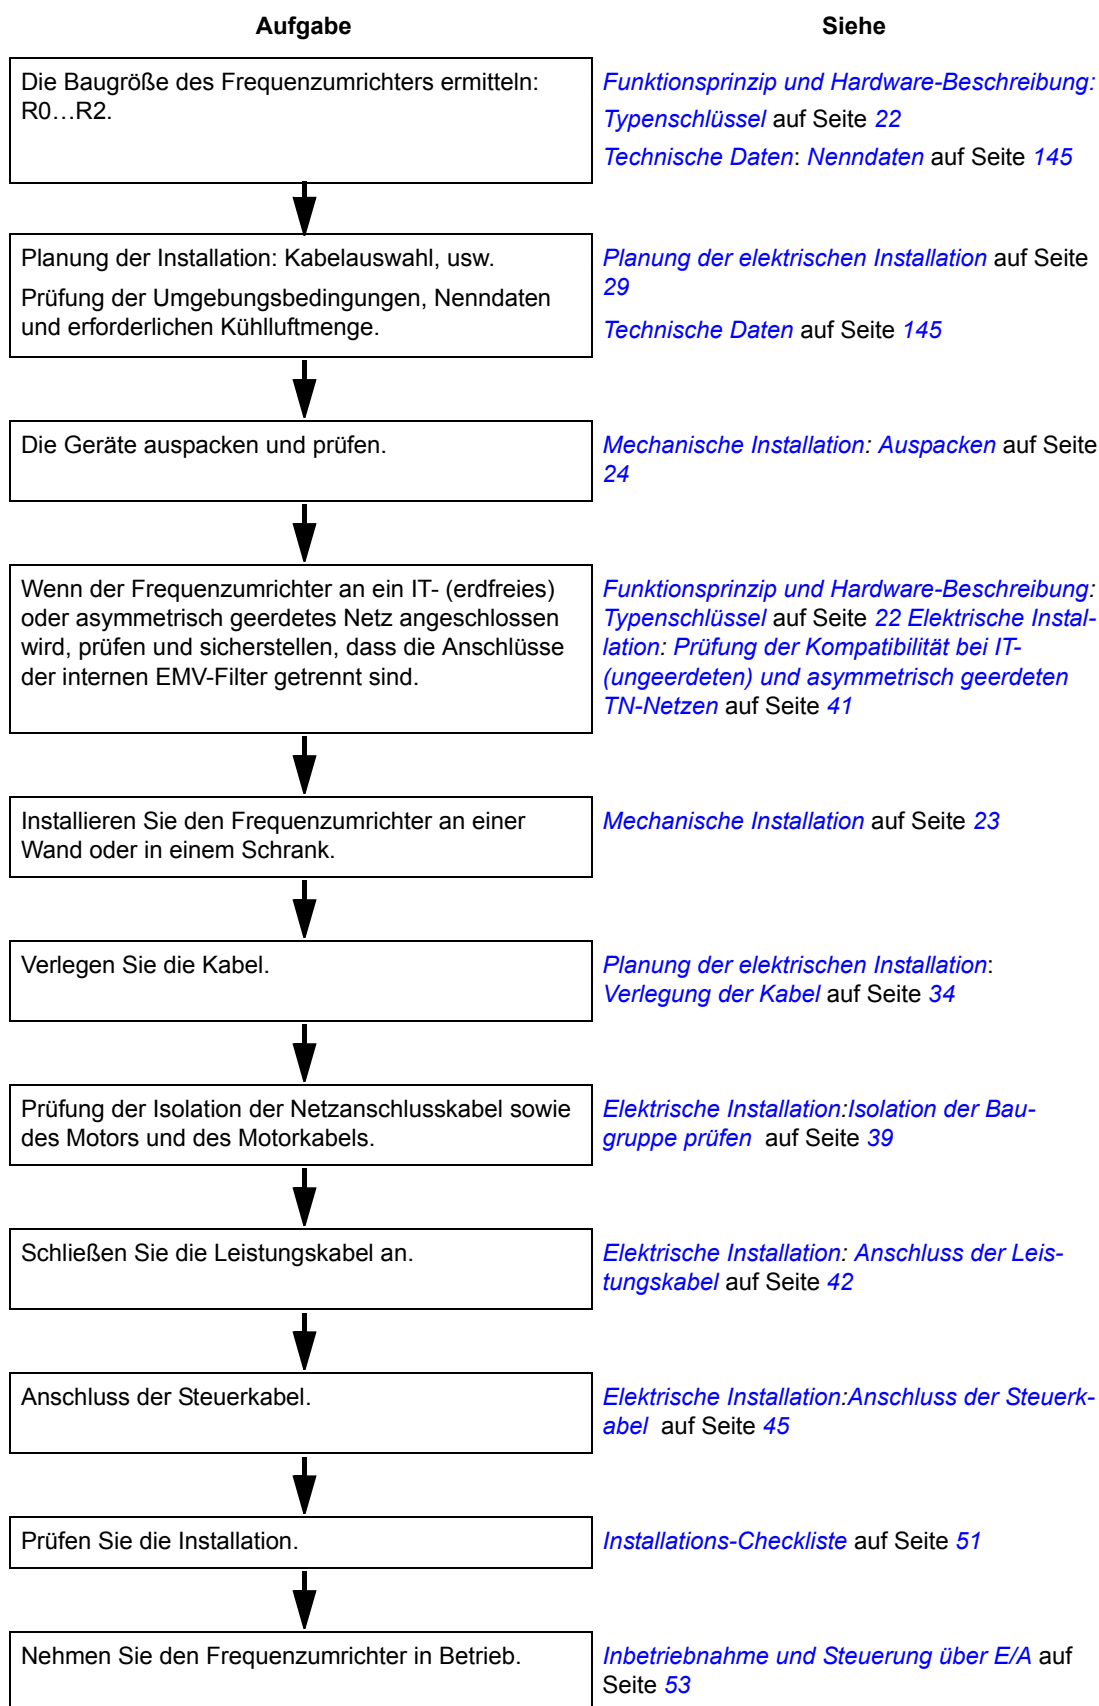 Aufgabe
Siehe
Die Baugröße des Frequenzumrichters ermitteln:
R0…R2.
Funktionsprinzip und Hardware-Beschreibung:
Typenschlüssel auf Seite 22
Technische Daten: Nenndaten auf Seite 145
Planung der Installation: Kabelauswahl, usw.
Prüfung der Umgebungsbedingungen, Nenndaten
und erforderlichen Kühlluftmenge.
Planung der elektrischen Installation auf Seite
29
Technische Daten auf Seite 145
Die Geräte auspacken und prüfen.
Mechanische Installation: Auspacken auf Seite
24
Wenn der Frequenzumrichter an ein IT- (erdfreies)
oder asymmetrisch geerdetes Netz angeschlossen
wird, prüfen und sicherstellen, dass die Anschlüsse
der internen EMV-Filter getrennt sind.
Funktionsprinzip und Hardware-Beschreibung:
Typenschlüssel auf Seite 22 Elektrische Instal-
lation: Prüfung der Kompatibilität bei IT-
(ungeerdeten) und asymmetrisch geerdeten
TN-Netzen auf Seite 41
Installieren Sie den Frequenzumrichter an einer
Wand oder in einem Schrank.
Mechanische Installation auf Seite 23
Verlegen Sie die Kabel.
Planung der elektrischen Installation:
Verlegung der Kabel auf Seite 34
Prüfung der Isolation der Netzanschlusskabel sowie
des Motors und des Motorkabels.
Elektrische Installation:Isolation der Bau-
gruppe prüfen auf Seite 39
Schließen Sie die Leistungskabel an.
Elektrische Installation: Anschluss der Leis-
tungskabel auf Seite 42
Anschluss der Steuerkabel.
Elektrische Installation:Anschluss der Steuerk-
abel auf Seite 45
Prüfen Sie die Installation.
Installations-Checkliste auf Seite 51
Nehmen Sie den Frequenzumrichter in Betrieb.
Inbetriebnahme und Steuerung über E/A auf
Seite 53